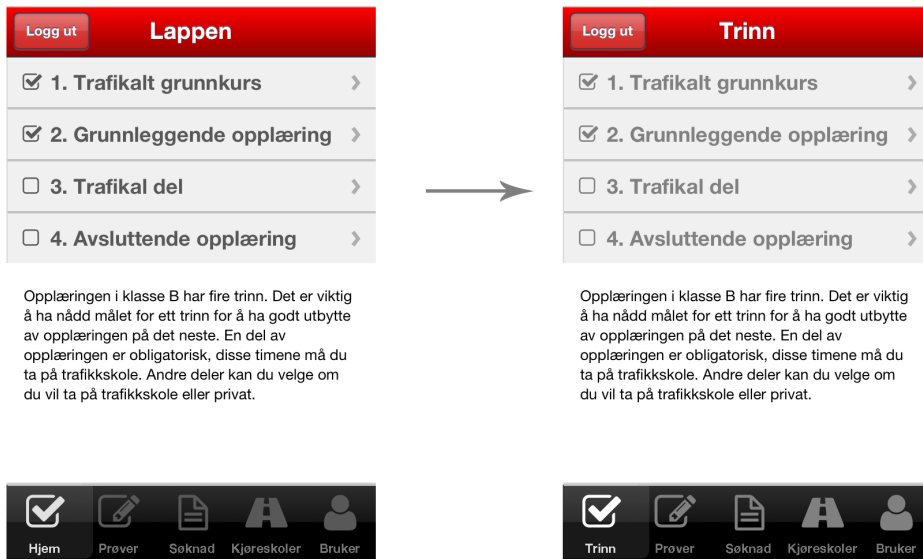 Logg ut Lappen
1. Trafikalt grunnkurs
2. Grunnleggende opplæring
3. Trafikal del
4. Avsluttende opplæring
Opplæringen i klasse B har fire trinn. Det er viktig
å ha nådd målet for ett trinn for å ha godt utbytte
av opplæringen på det neste. En del av
opplæringen er obligatorisk, disse timene må du
ta på trafikkskole. Andre deler kan du velge om
du vil ta på trafikkskole eller privat.
Hjem Prøver Søknad Kjøreskoler Bruker
Logg ut Trinn
1. Trafikalt grunnkurs
2. Grunnleggende opplæring
3. Trafikal del
4. Avsluttende opplæring
Opplæringen i klasse B har fire trinn. Det er viktig
å ha nådd målet for ett trinn for å ha godt utbytte
av opplæringen på det neste. En del av
opplæringen er obligatorisk, disse timene må du
ta på trafikkskole. Andre deler kan du velge om
du vil ta på trafikkskole eller privat.
Trinn Prøver Søknad Kjøreskoler Bruker